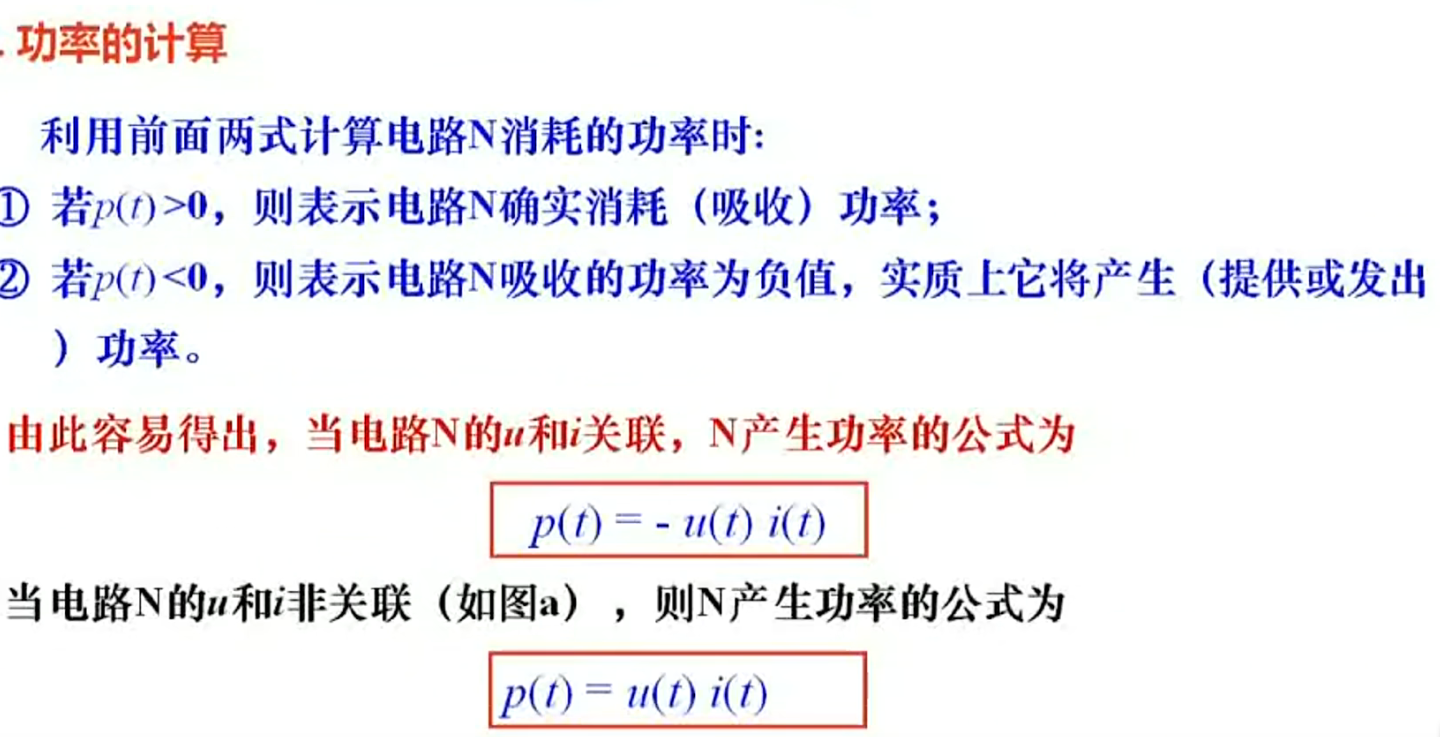 . 功率的计算
利用前面两式计算电路N消耗的功率时:
① 若p(t)>0，则表示电路N确实消耗（吸收）功率；
② 若p(t)<0，则表示电路N吸收的功率为负值，实质上它将产生（提供或发出
）功率。
由此容易得出，当电路N的u和i关联，N产生功率的公式为
p(t) = - u(t) i(t)
当电路N的u和i非关联（如图a），则N产生功率的公式为
p(t) = u(t) i(t)